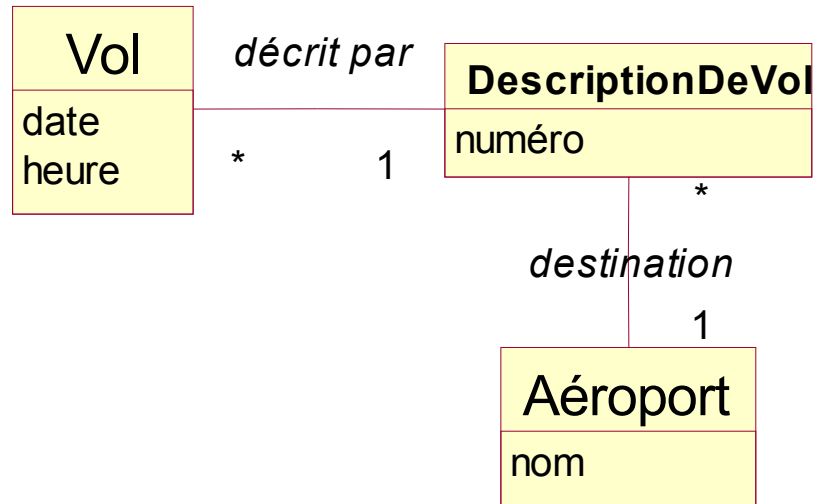 Vol
date
heure
décrit par
*
1
DescriptionDeVol
numéro
*
destination
1
Aéroport
nom